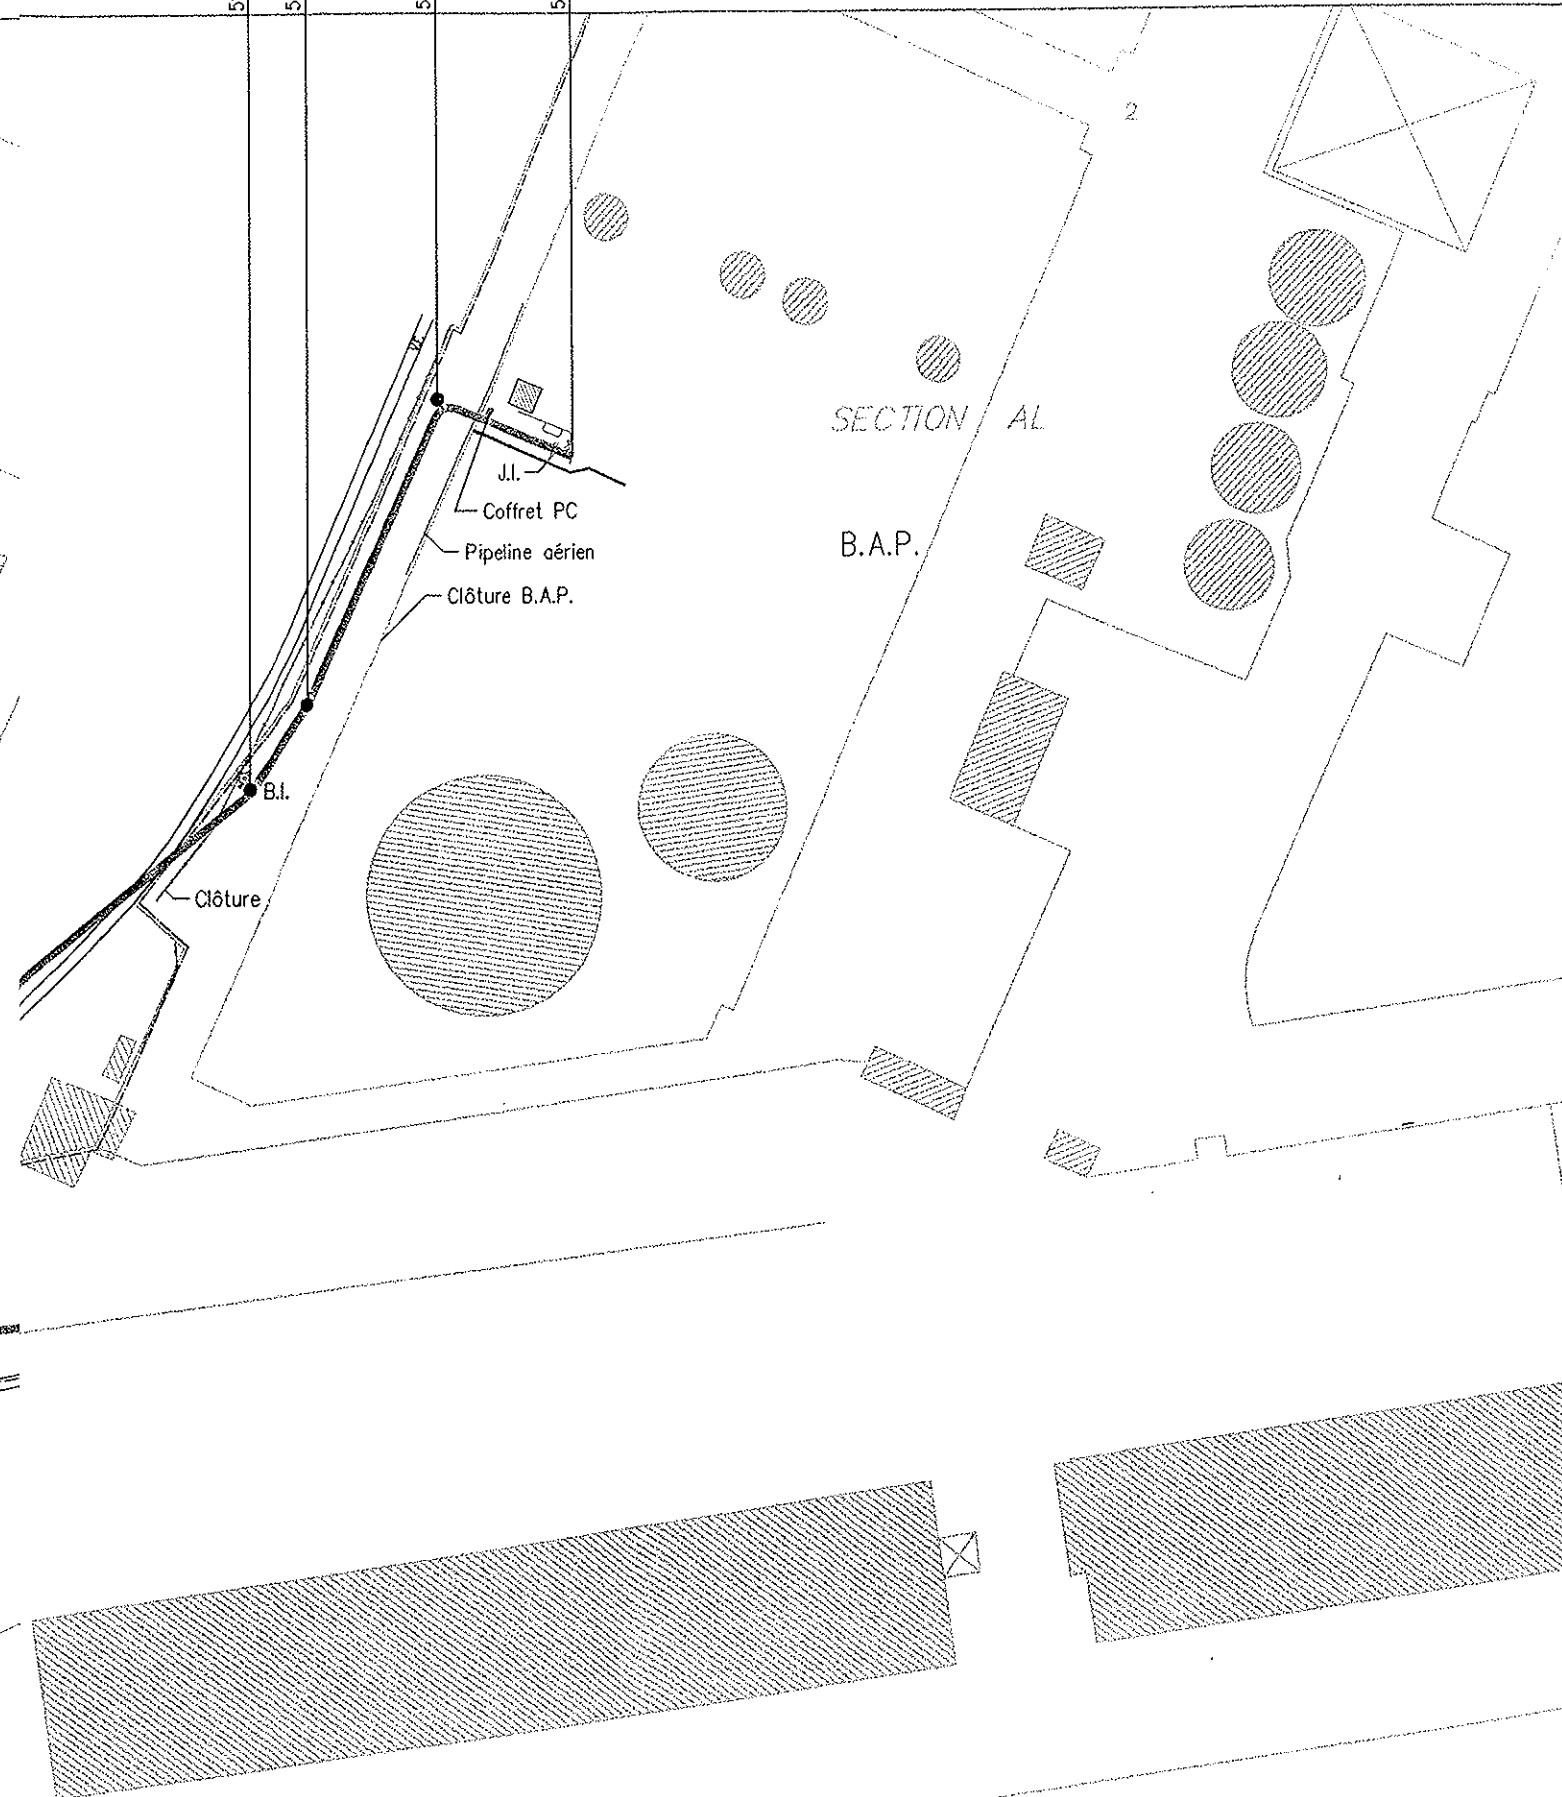 5
5
5
5
2
SECTION AL
J.I.
Coffret PC
B.A.P.
Pipeline aérien
Clôture B.A.P.
B.I.
Clôture